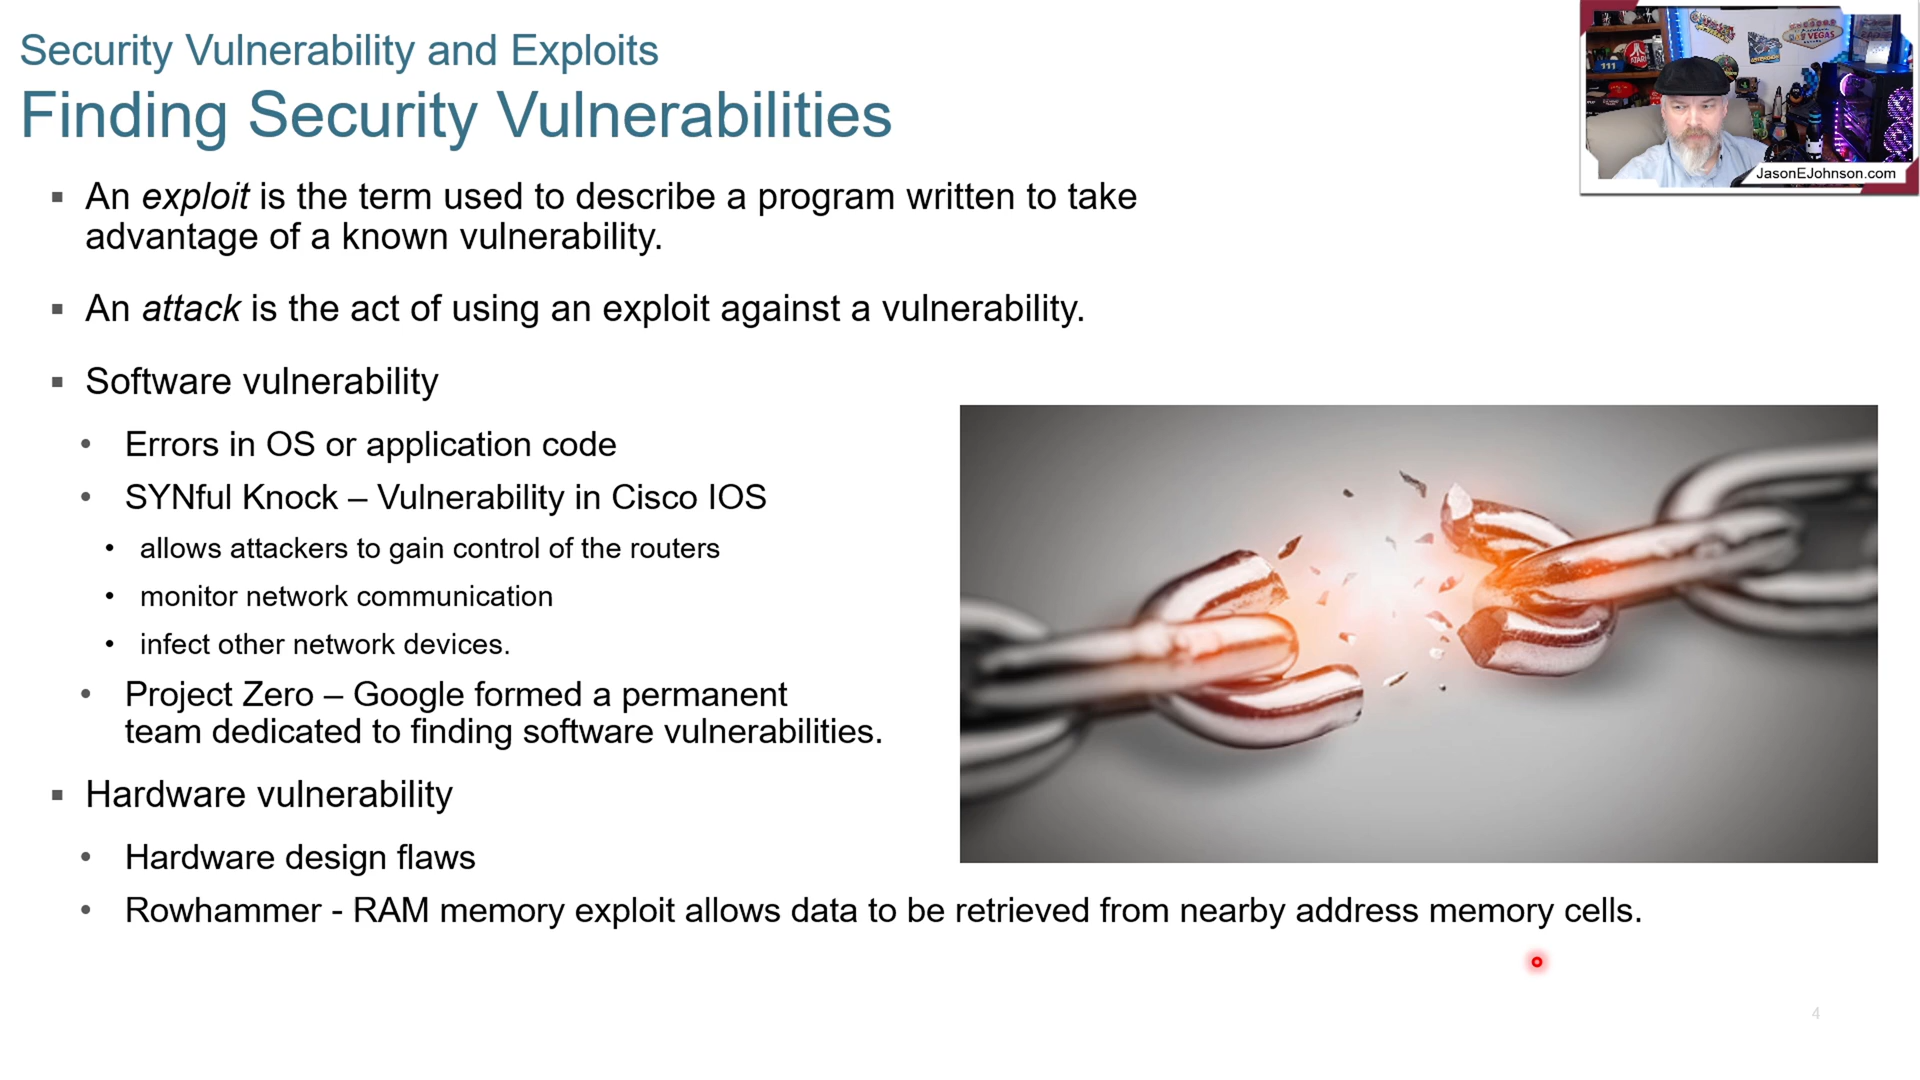 Security Vulnerability and Exploits
Finding Security Vulnerabilities
▪ An exploit is the term used to describe a program written to take
advantage of a known vulnerability.
▪ An attack is the act of using an exploit against a vulnerability.
▪ Software vulnerability
• Errors in OS or application code
• SYNful Knock – Vulnerability in Cisco IOS
• allows attackers to gain control of the routers
• monitor network communication
• infect other network devices.
• Project Zero – Google formed a permanent
team dedicated to finding software vulnerabilities.
▪ Hardware vulnerability
• Hardware design flaws
• Rowhammer - RAM memory exploit allows data to be retrieved from nearby address memory cells.
4
ATARI
111
VEGAS
JasonEJohnson.com